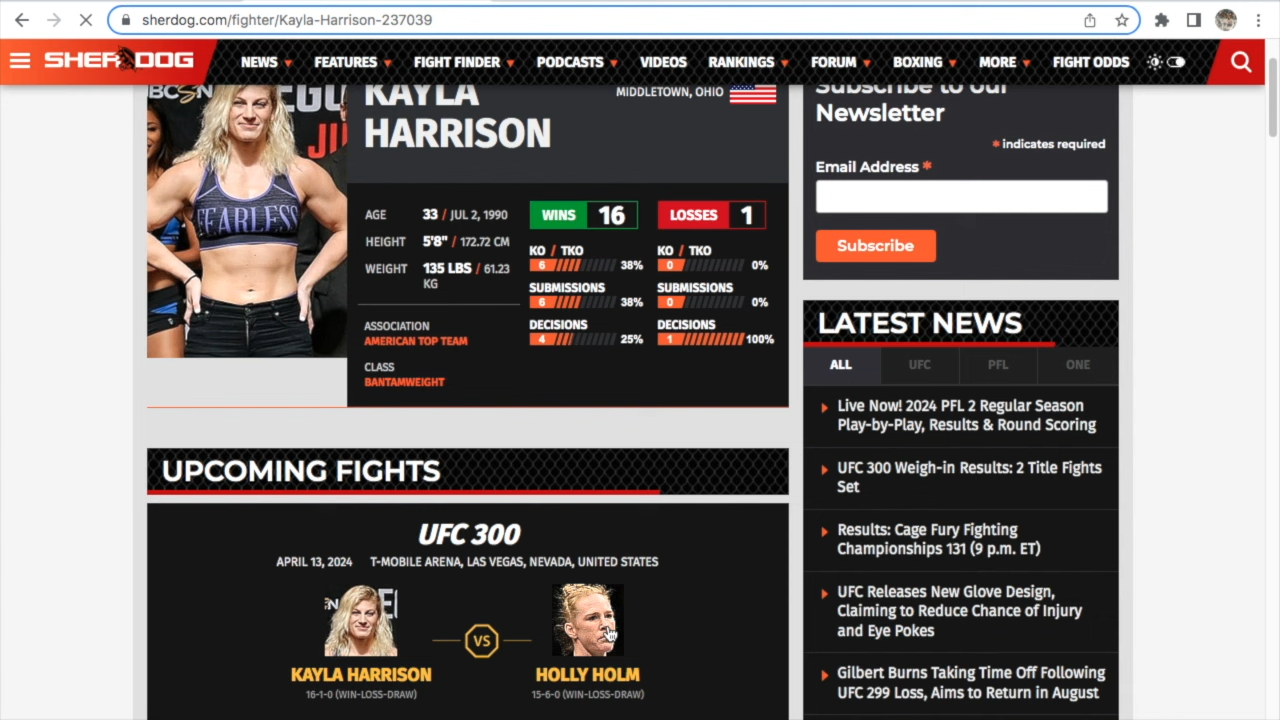 sherdog.com/fighter/Kayla-Harrison-237039
SHERDOG
NEWS FEATURES FIGHT FINDER PODCASTS VIDEOS RANKINGS FORUM BOXING MORE FIGHT ODDS
KAYLA
HARRISON
MIDDLETOWN, OHIO
FEARLESS
AGE 33 / JUL 2, 1990
HEIGHT 5'8" / 172.72 CM
WEIGHT 135 LBS / 61.23
KG
ASSOCIATION
AMERICAN TOP TEAM
CLASS
BANTAMWEIGHT
WINS 16
KO / TKO
6 38%
SUBMISSIONS
6 38%
DECISIONS
4 25%
LOSSES 1
KO / TKO
0 0%
SUBMISSIONS
0 0%
DECISIONS
1 100%
UPCOMING FIGHTS
UFC 300
APRIL 13, 2024 T-MOBILE ARENA, LAS VEGAS, NEVADA, UNITED STATES
VS
KAYLA HARRISON
16-1-0 (WIN-LOSS-DRAW)
HOLLY HOLM
15-6-0 (WIN-LOSS-DRAW)
Subscribe to our
Newsletter
* indicates required
Email Address *
Subscribe
LATEST NEWS
ALL UFC PFL ONE
Live Now! 2024 PFL 2 Regular Season
Play-by-Play, Results & Round Scoring
UFC 300 Weigh-in Results: 2 Title Fights
Set
Results: Cage Fury Fighting
Championships 131 (9 p.m. ET)
UFC Releases New Glove Design,
Claiming to Reduce Chance of Injury
and Eye Pokes
Gilbert Burns Taking Time Off Following
UFC 299 Loss, Aims to Return in August